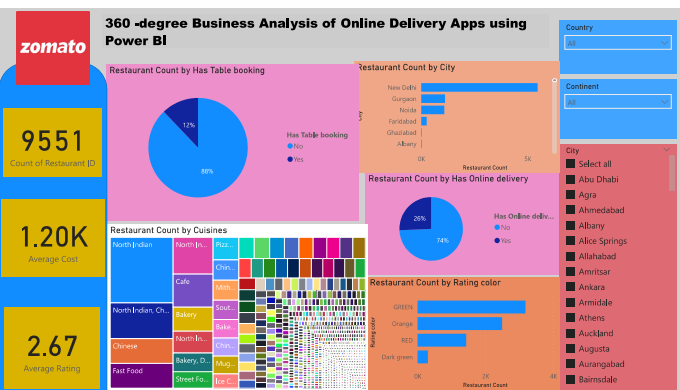 zomato
360 -degree Business Analysis of Online Delivery Apps using
Power BI
9551
Count of Restaurant ID
1.20K
Average Cost
2.67
Average Rating
Restaurant Count by Has Table booking
12%
88%
Has Table booking
No
Yes
Restaurant Count by City
City
New Delhi
Gurgaon
Noida
Faridabad
Ghaziabad
Albany
0K
5K
Restaurant Count
Restaurant Count by Has Online delivery
26%
74%
Has Online deliv...
No
Yes
Restaurant Count by Cuisines
North Indian
North Indian, Ch...
Chinese
Fast Food
North In...
Cafe
Bakery
North In...
Bakery, D...
Street Fo...
Pizz...
Chin...
Mith...
Sout...
Bake...
Chin...
Mug...
Ice C...
Restaurant Count by Rating color
Rating color
GREEN
Orange
RED
Dark green
0K
2K
4K
Restaurant Count
Country
All
Continent
All
City
Select all
Abu Dhabi
Agra
Ahmedabad
Albany
Alice Springs
Allahabad
Amritsar
Ankara
Armidale
Athens
Auckland
Augusta
Aurangabad
Bairnsdale